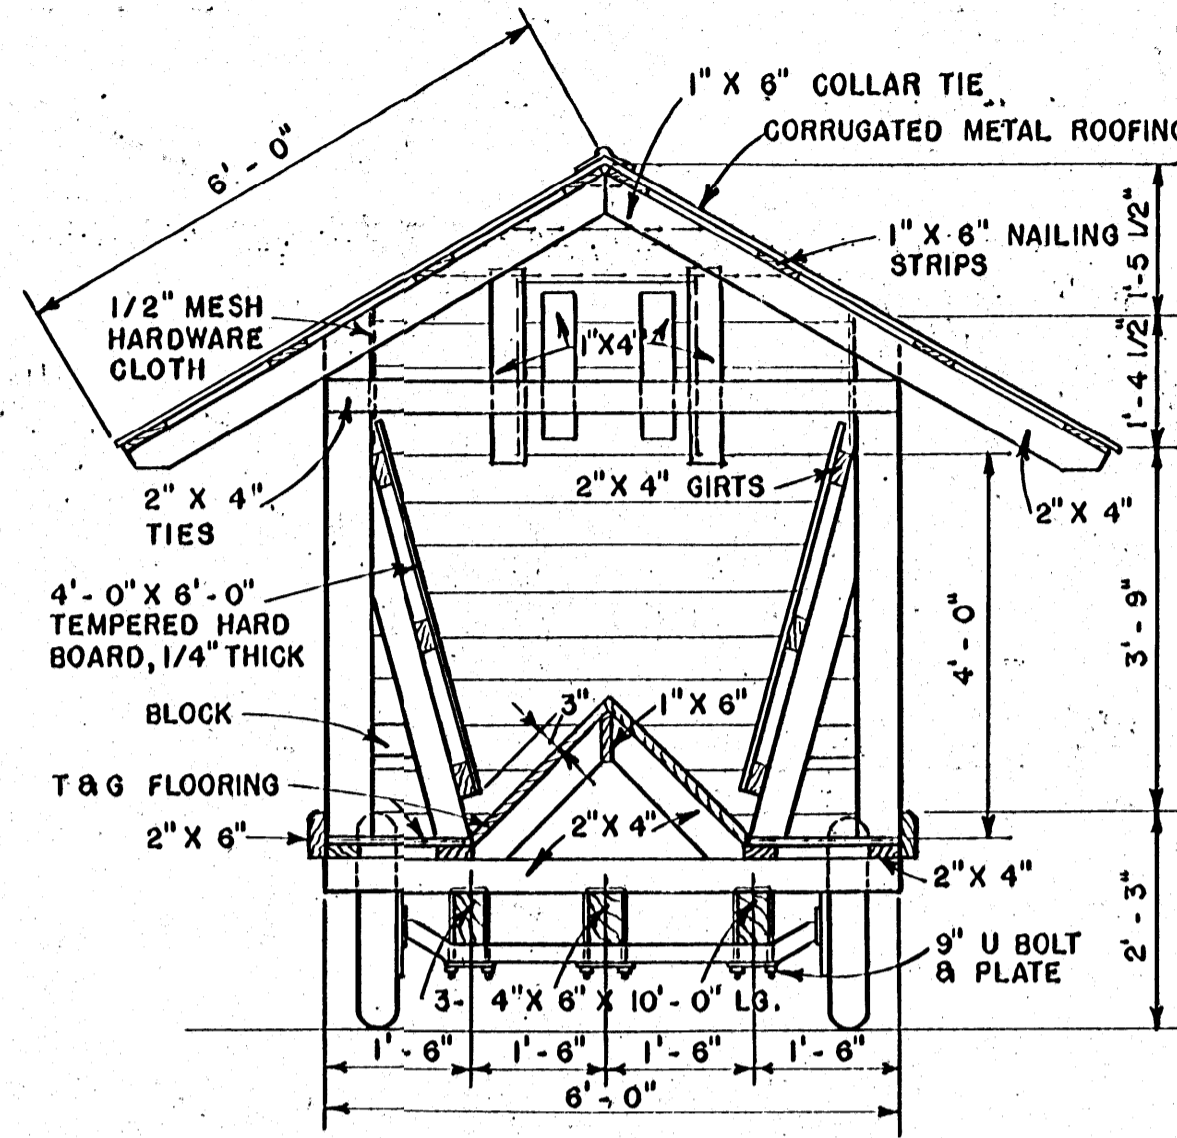 6'-0"
1" X 6" COLLAR TIE
CORRUGATED METAL ROOFING
1" X 6" NAILING
STRIPS
1'-5 1/2"
1/2" MESH
HARDWARE
CLOTH
1"X4"
1'-4 1/2"
2" X 4"
TIES
2" X 4" GIRTS
2" X 4"
4'-0" X 6'-0"
TEMPERED HARD
BOARD, 1/4" THICK
4'-0"
3'-9"
BLOCK
3"
1" X 6"
T & G FLOORING
2" X 6"
2" X 4"
2" X 4"
2'-3"
9" U BOLT
& PLATE
3- 4" X 6" X 10'-0" LG.
1'-6" 1'-6" 1'-6" 1'-6"
6'-0"